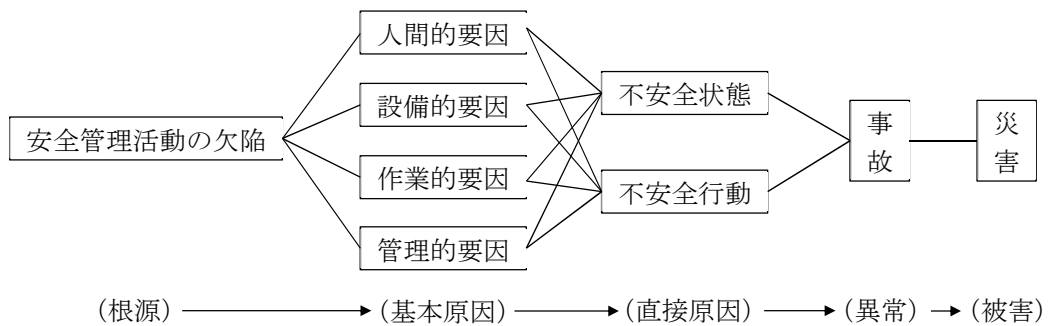 人間的要因
設備的要因
安全管理活動の欠陥
作業的要因
管理的要因
不安全状態
不安全行動
事故
災害
(根源)
(基本原因)
(直接原因)
(異常)
(被害)